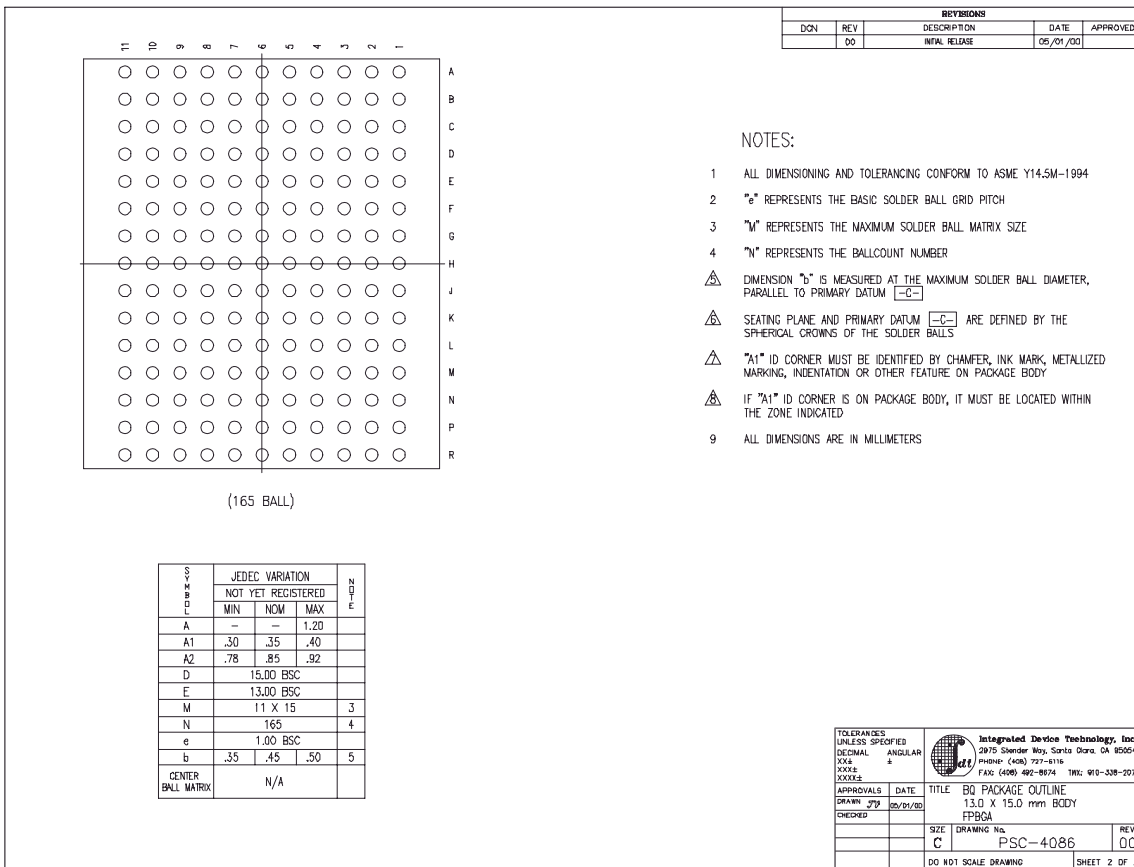 REVISIONS
DCN REV DESCRIPTION DATE APPROVED
00 INITIAL RELEASE 05/01/00
11 10 9 8 7 6 5 4 3 2 1
A
B
C
D
E
F
G
H
J
K
L
M
N
P
R
(165 BALL)
NOTES:
1 ALL DIMENSIONING AND TOLERANCING CONFORM TO ASME Y14.5M-1994
2 "e" REPRESENTS THE BASIC SOLDER BALL GRID PITCH
3 "M" REPRESENTS THE MAXIMUM SOLDER BALL MATRIX SIZE
4 "N" REPRESENTS THE BALLCOUNT NUMBER
5 DIMENSION "b" IS MEASURED AT THE MAXIMUM SOLDER BALL DIAMETER,
PARALLEL TO PRIMARY DATUM -C-
6 SEATING PLANE AND PRIMARY DATUM -C- ARE DEFINED BY THE
SPHERICAL CROWNS OF THE SOLDER BALLS
7 "A1" ID CORNER MUST BE IDENTIFIED BY CHAMFER, INK MARK, METALLIZED
MARKING, INDENTATION OR OTHER FEATURE ON PACKAGE BODY
8 IF "A1" ID CORNER IS ON PACKAGE BODY, IT MUST BE LOCATED WITHIN
THE ZONE INDICATED
9 ALL DIMENSIONS ARE IN MILLIMETERS
SYMBOL JEDEC VARIATION NOTE
NOT YET REGISTERED
MIN NOM MAX
A - - 1.20
A1 .30 .35 .40
A2 .78 .85 .92
D 15.00 BSC
E 13.00 BSC
M 11 X 15 3
N 165 4
e 1.00 BSC
b .35 .45 .50 5
CENTER
BALL MATRIX N/A
TOLERANCES
UNLESS SPECIFIED
DECIMAL ANGULAR
XX± ±
XXX±
XXXX±
idt
Integrated Device Technology, Inc
2975 Stender Way, Santa Clara, CA 95054
PHONE: (408) 727-6116
FAX: (408) 492-8674 TWX: 910-338-207
APPROVALS DATE
DRAWN 05/01/00
CHECKED
TITLE BQ PACKAGE OUTLINE
13.0 X 15.0 mm BODY
FPBGA
SIZE DRAWING No. REV
C PSC-4086 00
DO NOT SCALE DRAWING SHEET 2 OF